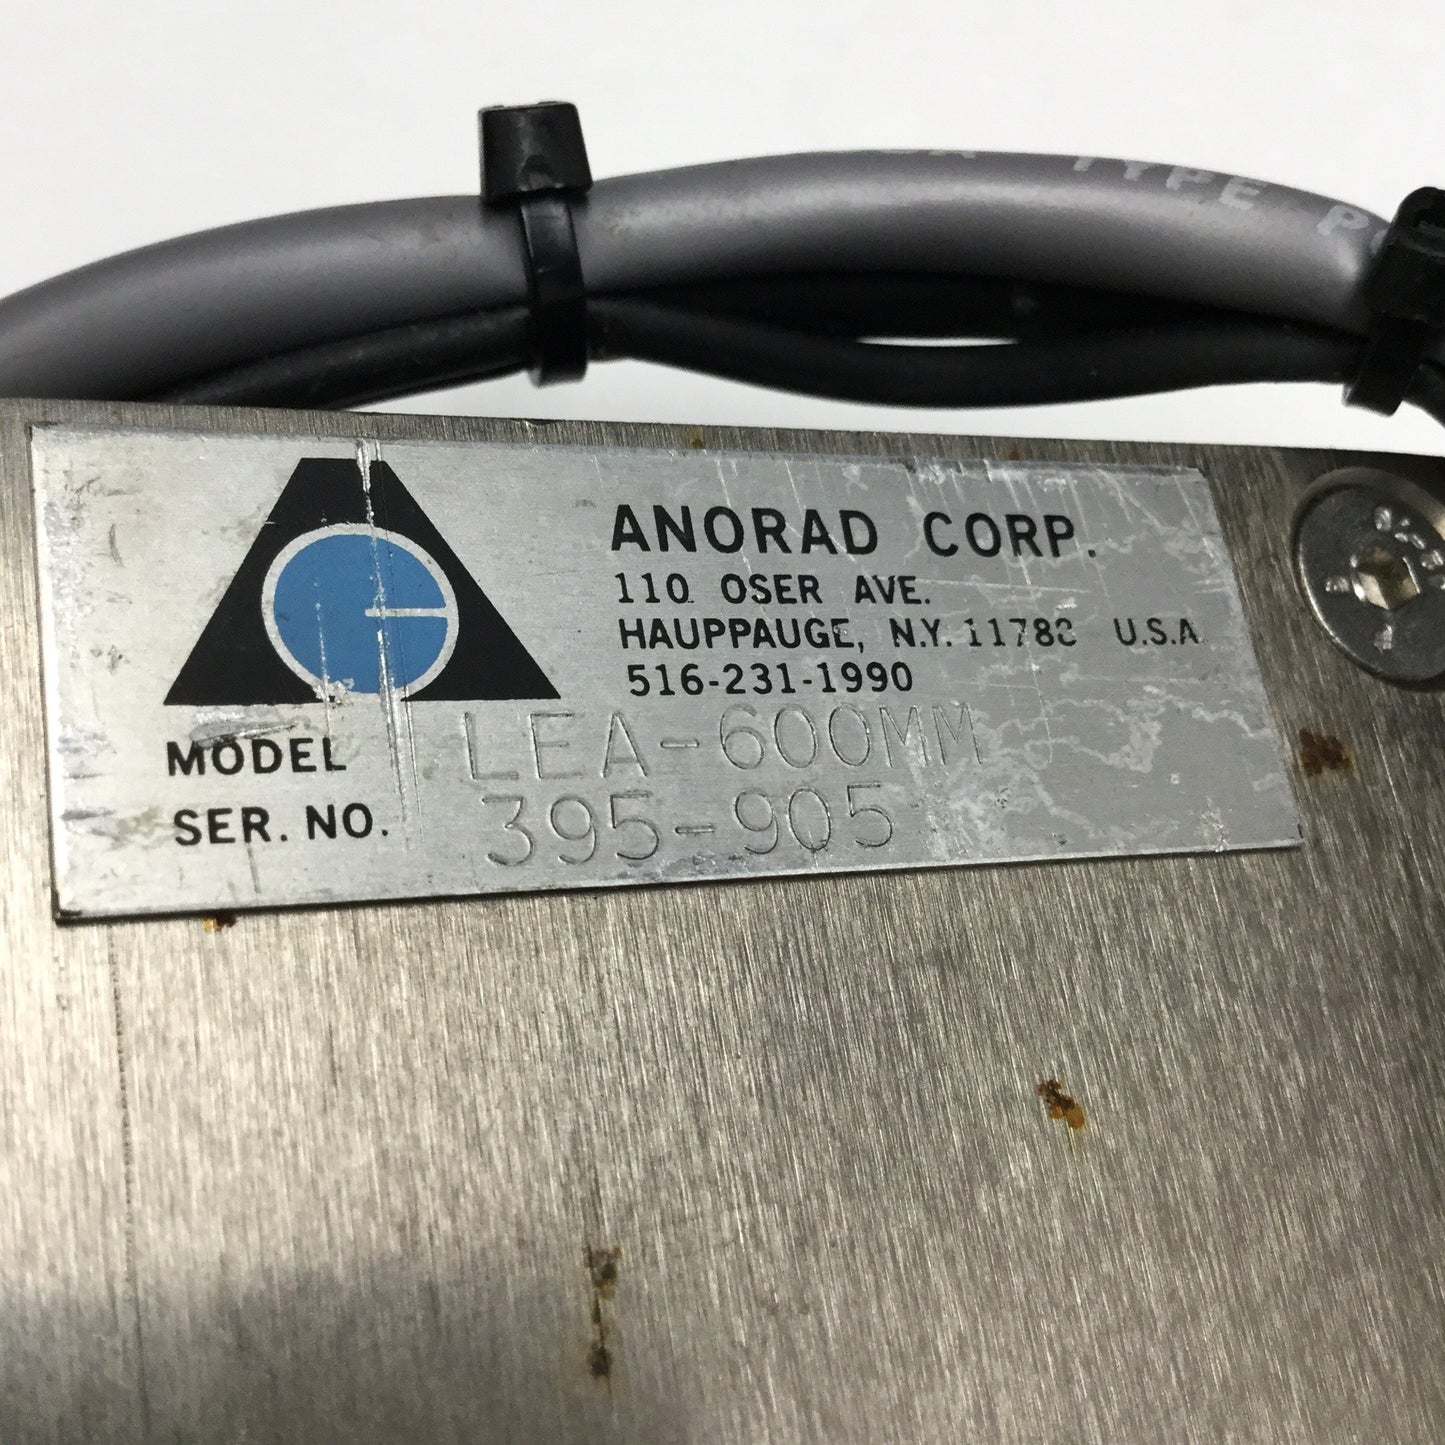 TYPE
ANORAD CORP.
110 OSER AVE.
HAUPPAUGE, N.Y. 11788 U.S.A.
516-231-1990
MODEL LEA-600MM
SER. NO. 395-905